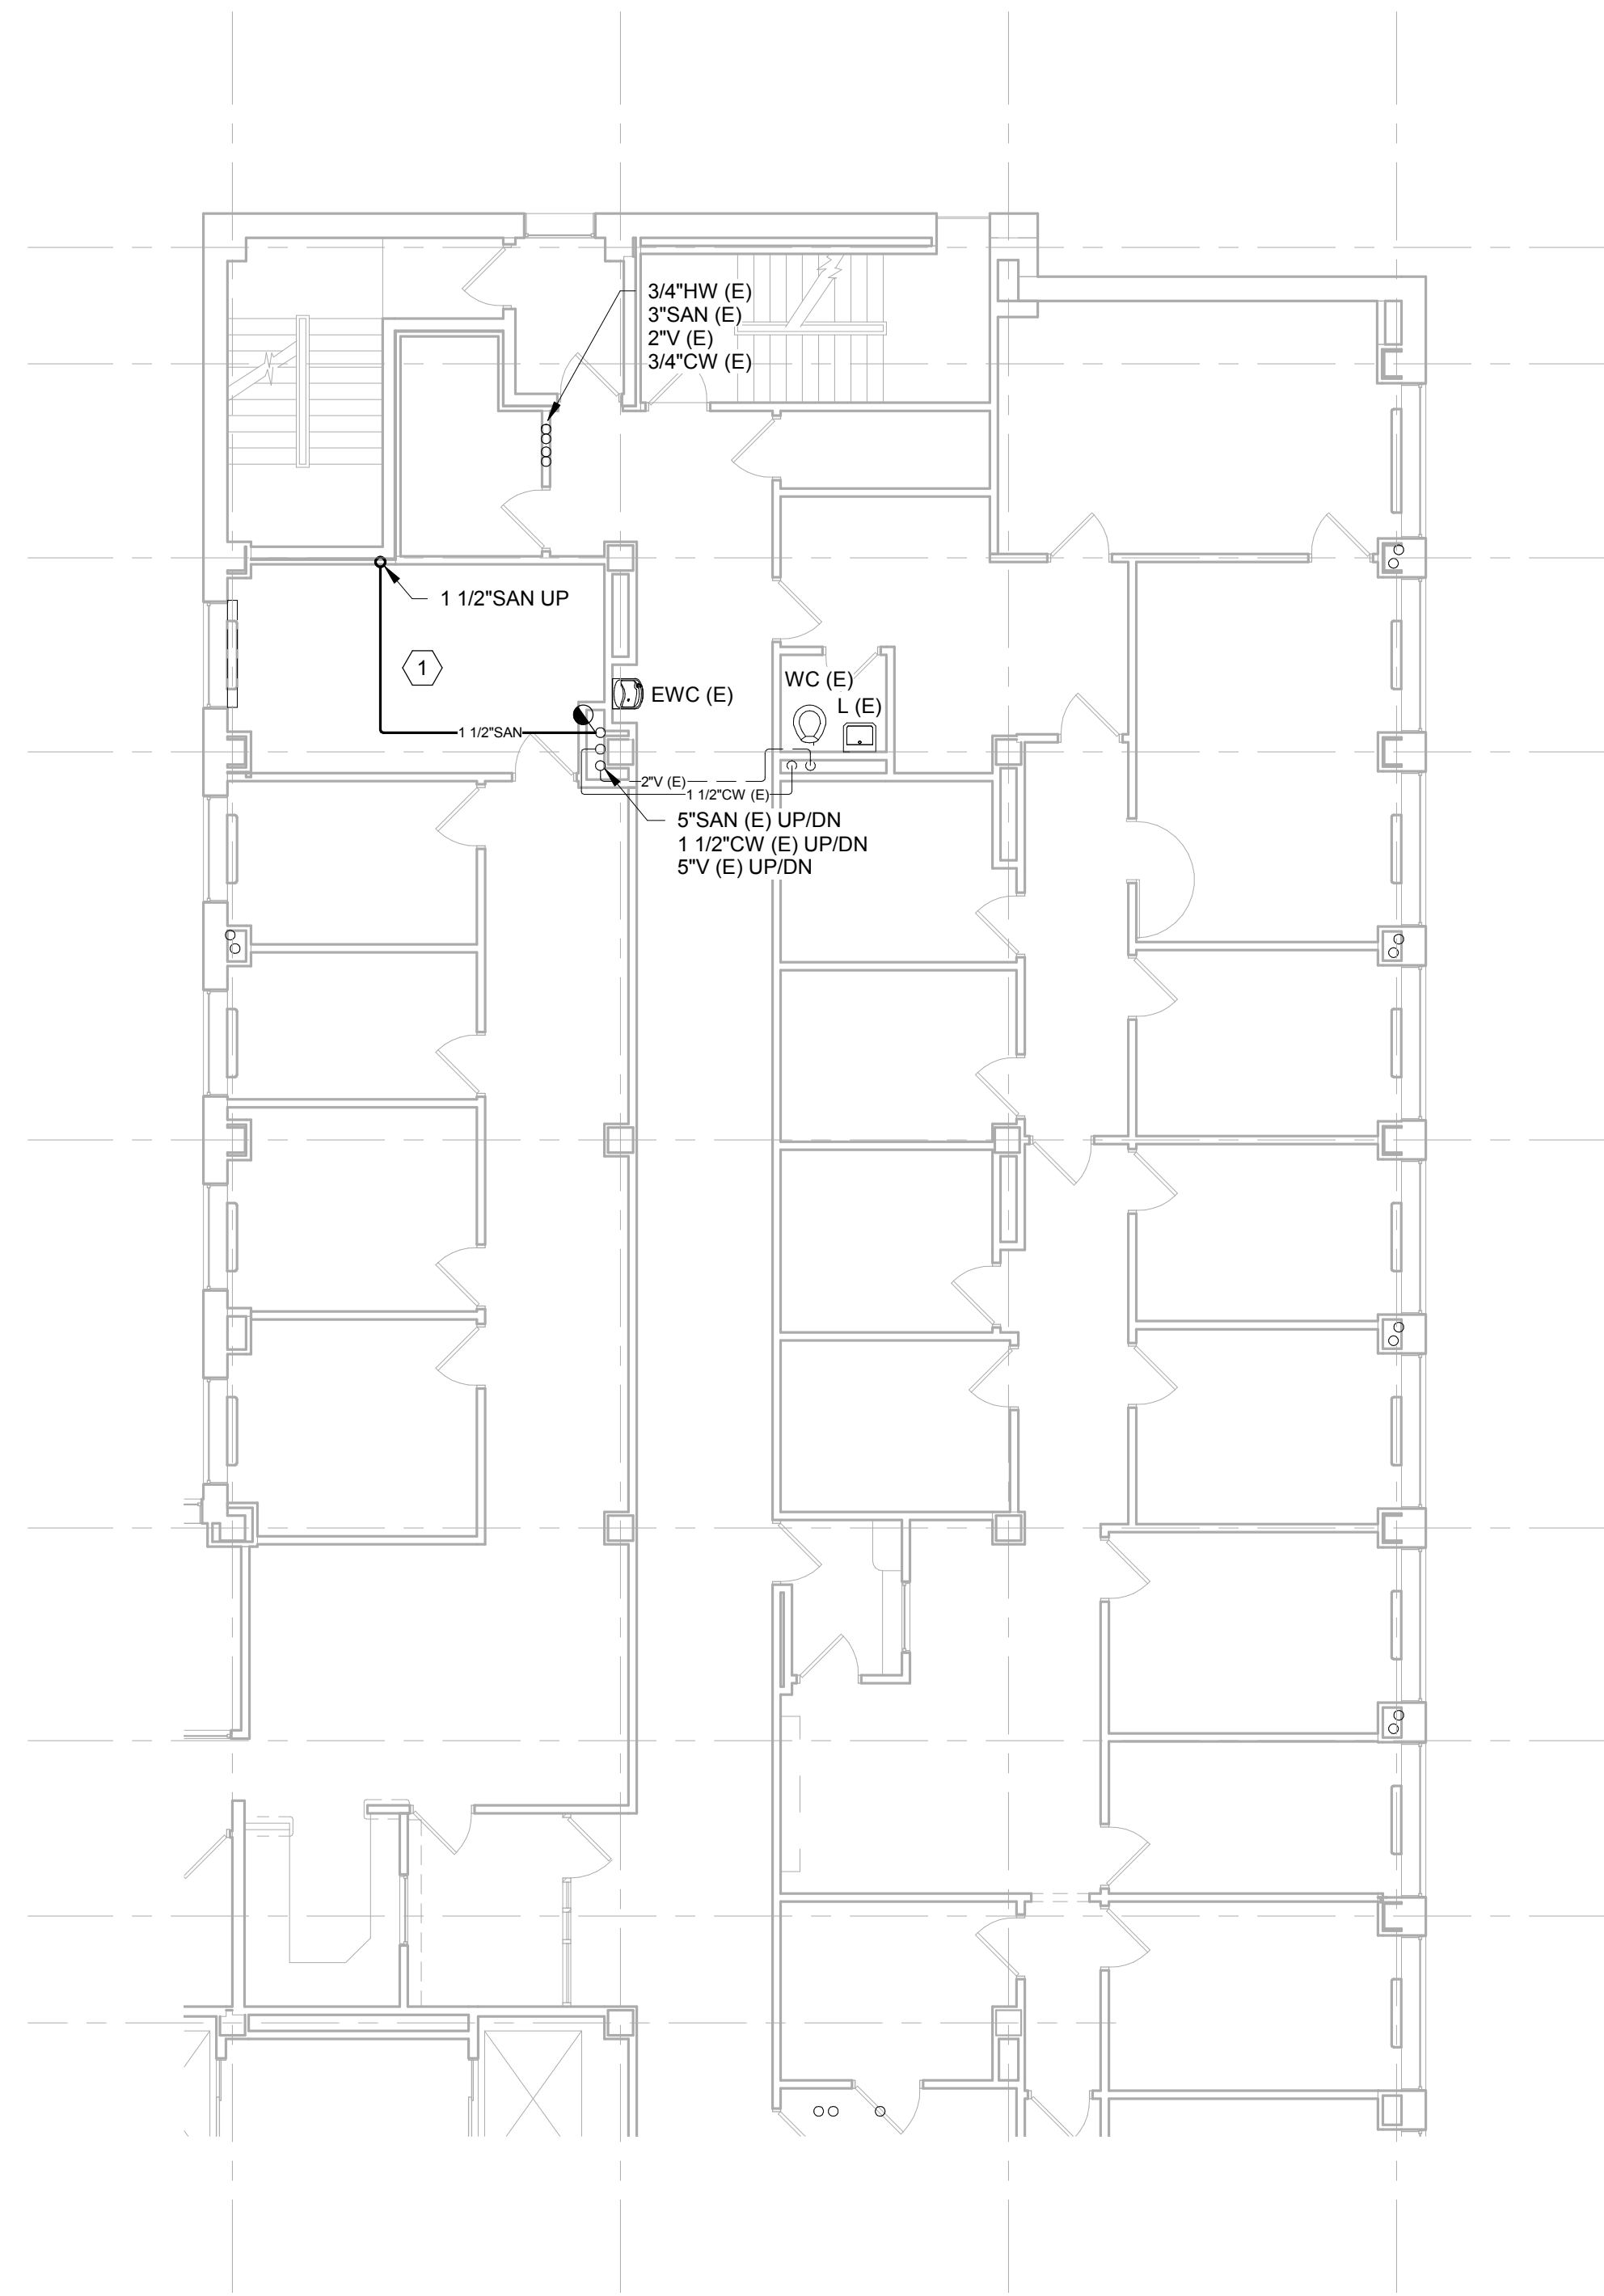 3/4"HW (E)
3"SAN (E)
2"V (E)
3/4"CW (E)
1 1/2"SAN UP
1
WC (E)
EWC (E)
L (E)
1 1/2"SAN
2"V (E)
1 1/2"CW (E)
5"SAN (E) UP/DN
1 1/2"CW (E) UP/DN
5"V (E) UP/DN